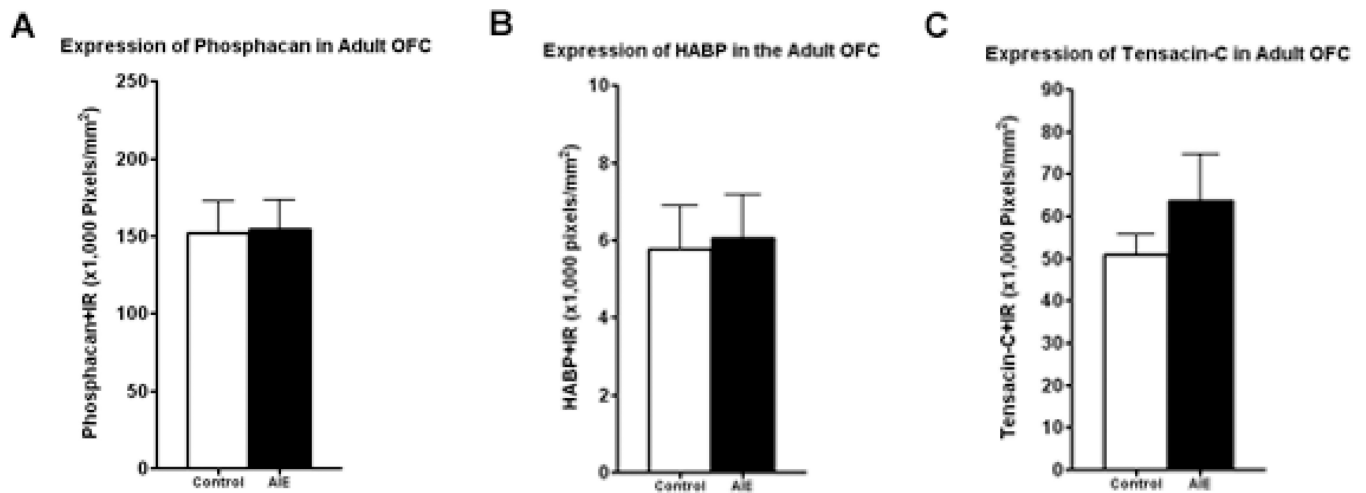 A
Expression of Phosphacan in Adult OFC
Phosphacan+IR (x1,000 Pixels/mm²)
250
200
150
100
50
0
Control AIE
B
Expression of HABP in the Adult OFC
HABP+IR (x1,000 pixels/mm²)
10
8
6
4
2
0
Control AIE
C
Expression of Tensacin-C in Adult OFC
Tensacin-C+IR (x1,000 Pixels/mm²)
90
80
70
60
50
40
30
20
10
0
Control AIE